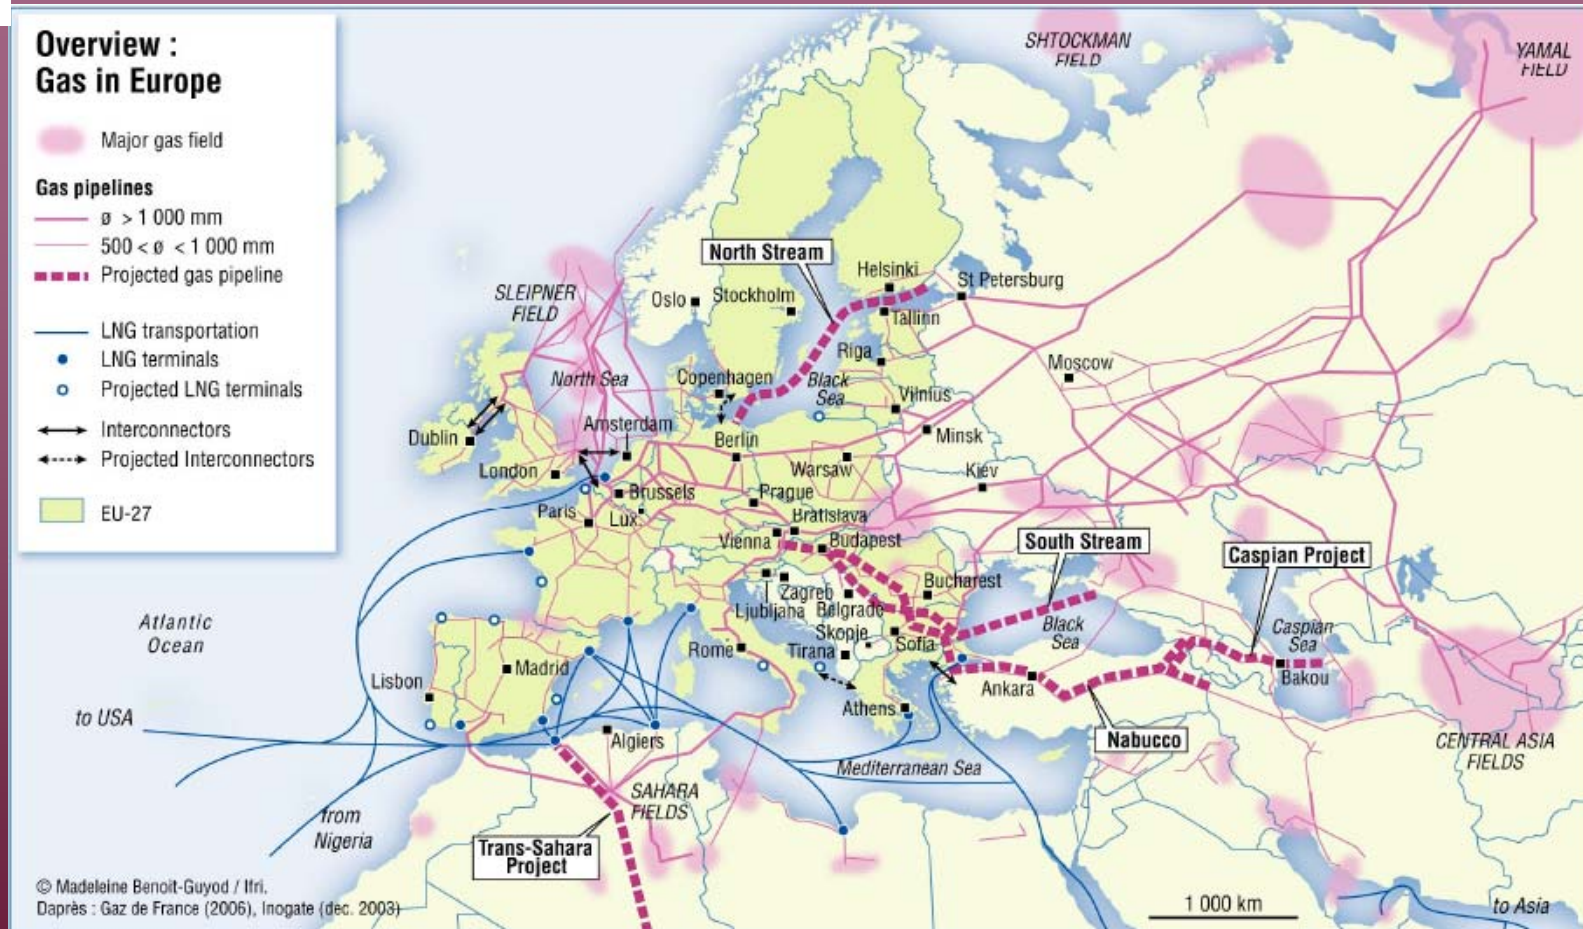 Overview :
Gas in Europe
Major gas field
Gas pipelines
ø > 1 000 mm
500 < ø < 1 000 mm
Projected gas pipeline
LNG transportation
LNG terminals
Projected LNG terminals
Interconnectors
Projected Interconnectors
EU-27
SHTOCKMAN
FIELD
YAMAL
FIELD
North Stream
Helsinki
St Petersburg
SLEIPNER
FIELD
Oslo
Stockholm
Tallinn
Riga
Moscow
North Sea
Copenhagen
Black
Sea
Vilnius
Amsterdam
Dublin
Berlin
Minsk
London
Warsaw
Kiev
Brussels
Prague
Paris
Lux.
Bratislava
Vienna
Budapest
South Stream
Caspian Project
Bucharest
Zagreb
Ljubljana
Belgrade
Atlantic
Ocean
Black
Sea
Caspian
Sea
Skopje
Sofia
Rome
Tirana
Madrid
Lisbon
Ankara
Bakou
to USA
Athens
Algiers
Nabucco
CENTRAL ASIA
FIELDS
Mediterranean Sea
SAHARA
FIELDS
from
Nigeria
Trans-Sahara
Project
© Madeleine Benoit-Guyod / Ifri.
Daprès : Gaz de France (2006), Inogate (dec. 2003)
1 000 km
to Asia